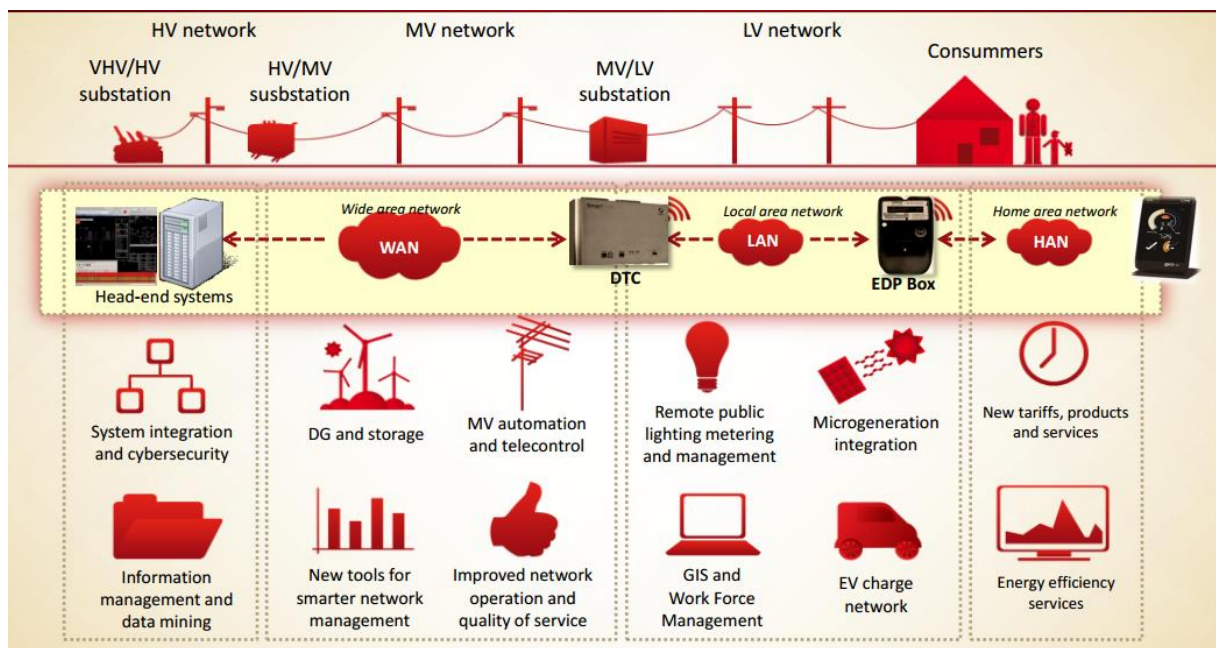 HV network
MV network
LV network
Consummers
VHV/HV
substation
HV/MV
susbstation
MV/LV
substation
Wide area network
Local area network
Home area network
WAN
LAN
HAN
Smart
Head-end systems
DTC
EDP Box
System integration
and cybersecurity
DG and storage
MV automation
and telecontrol
Remote public
lighting metering
and management
Microgeneration
integration
New tariffs, products
and services
Information
management and
data mining
New tools for
smarter network
management
Improved network
operation and
quality of service
GIS and
Work Force
Management
EV charge
network
Energy efficiency
services